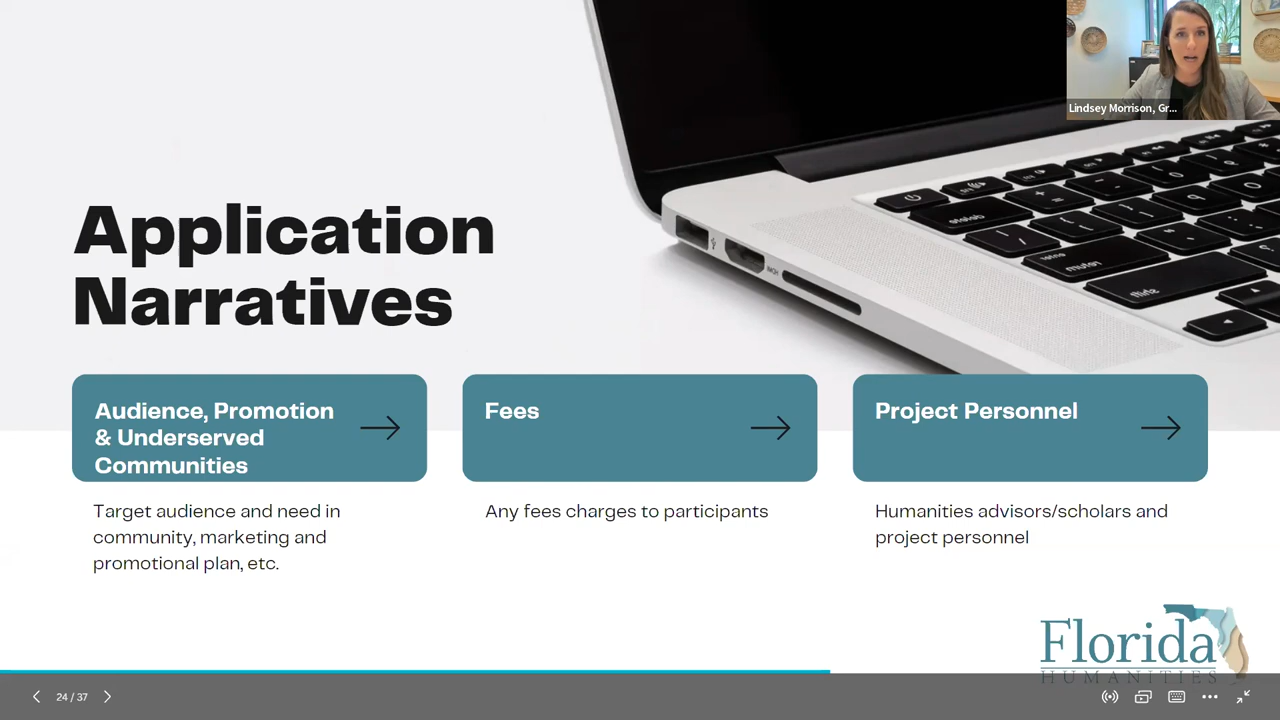 Lindsey Morrison, Gr...
Application
Narratives
Audience, Promotion
& Underserved
Communities
Fees
Project Personnel
Target audience and need in
community, marketing and
promotional plan, etc.
Any fees charges to participants
Humanities advisors/scholars and
project personnel
Florida
HUMANITIES
24 / 37